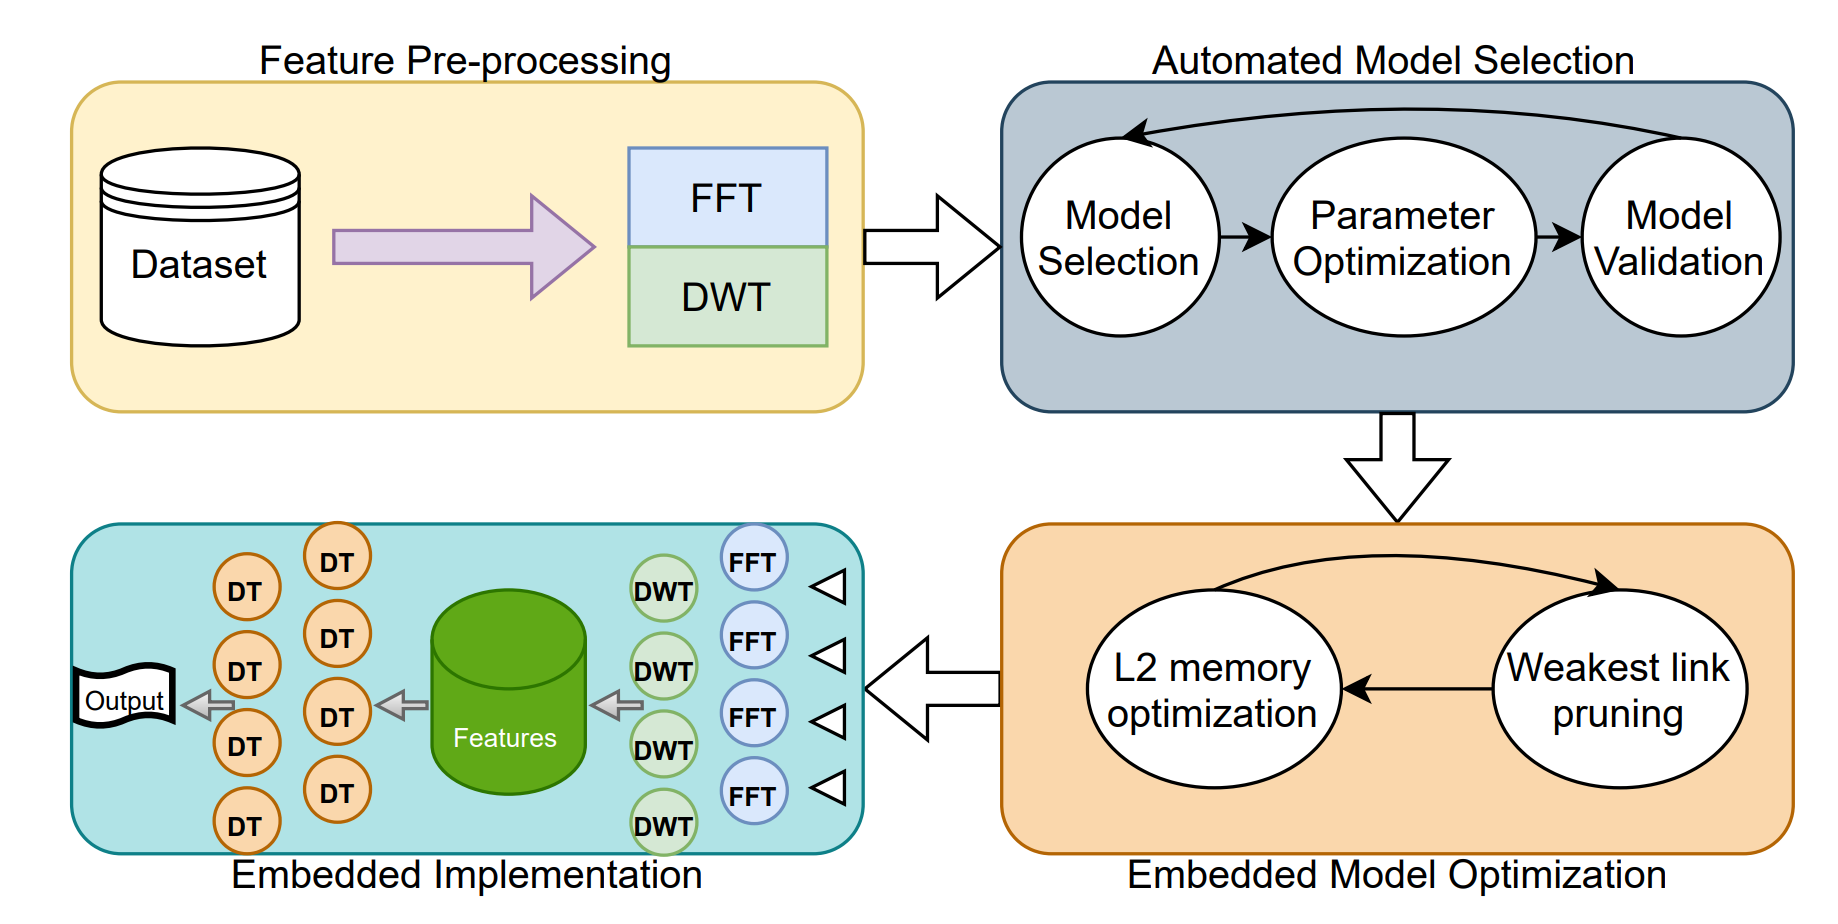 Feature Pre-processing
Dataset
FFT
DWT
Automated Model Selection
Model
Selection
Parameter
Optimization
Model
Validation
Output
DT
DT
DT
DT
DT
DT
DT
DT
Features
DWT
DWT
DWT
DWT
FFT
FFT
FFT
FFT
Embedded Implementation
L2 memory
optimization
Weakest link
pruning
Embedded Model Optimization